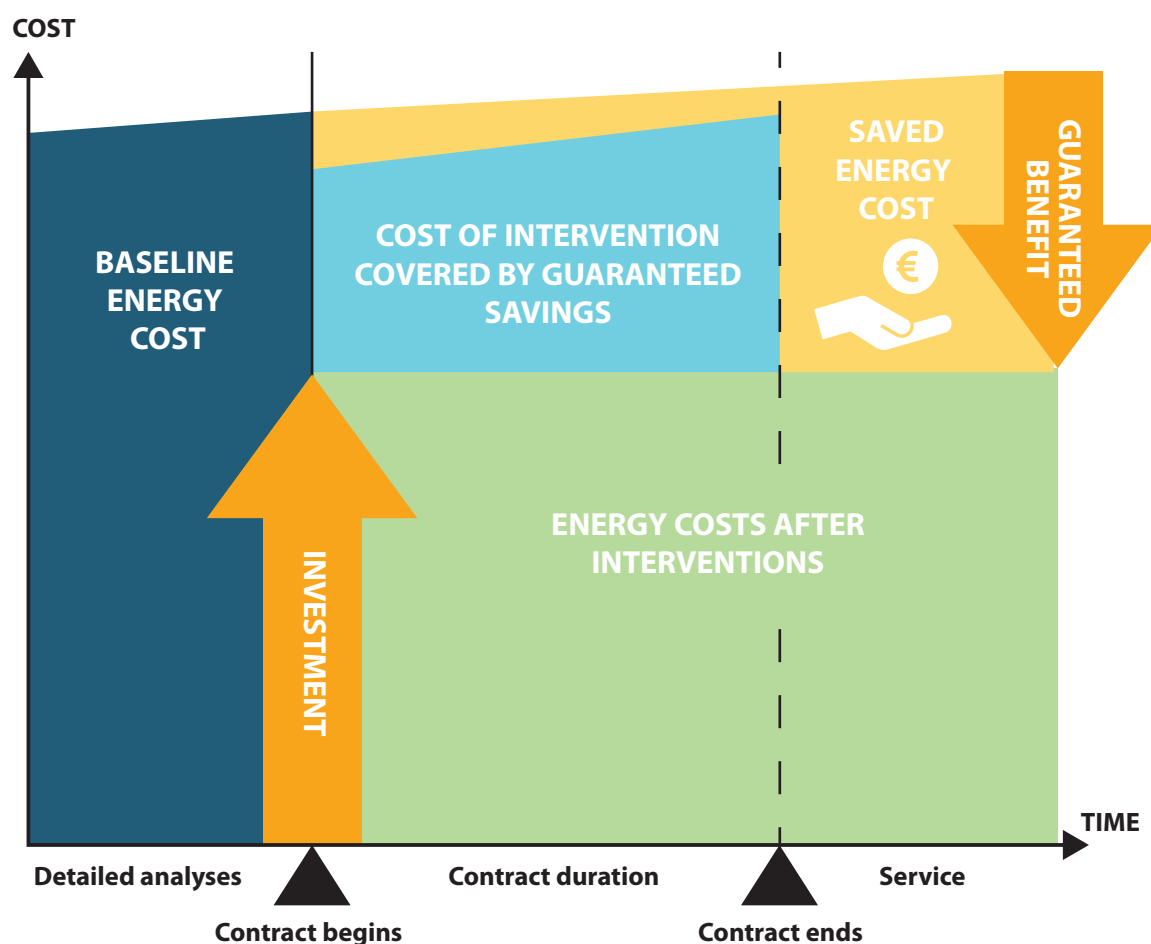 COST
BASELINE
ENERGY
COST
COST OF INTERVENTION
COVERED BY GUARANTEED
SAVINGS
SAVED
ENERGY
COST
€
GUARANTEED
BENEFIT
INVESTMENT
ENERGY COSTS AFTER
INTERVENTIONS
TIME
Detailed analyses
Contract duration
Service
Contract begins
Contract ends